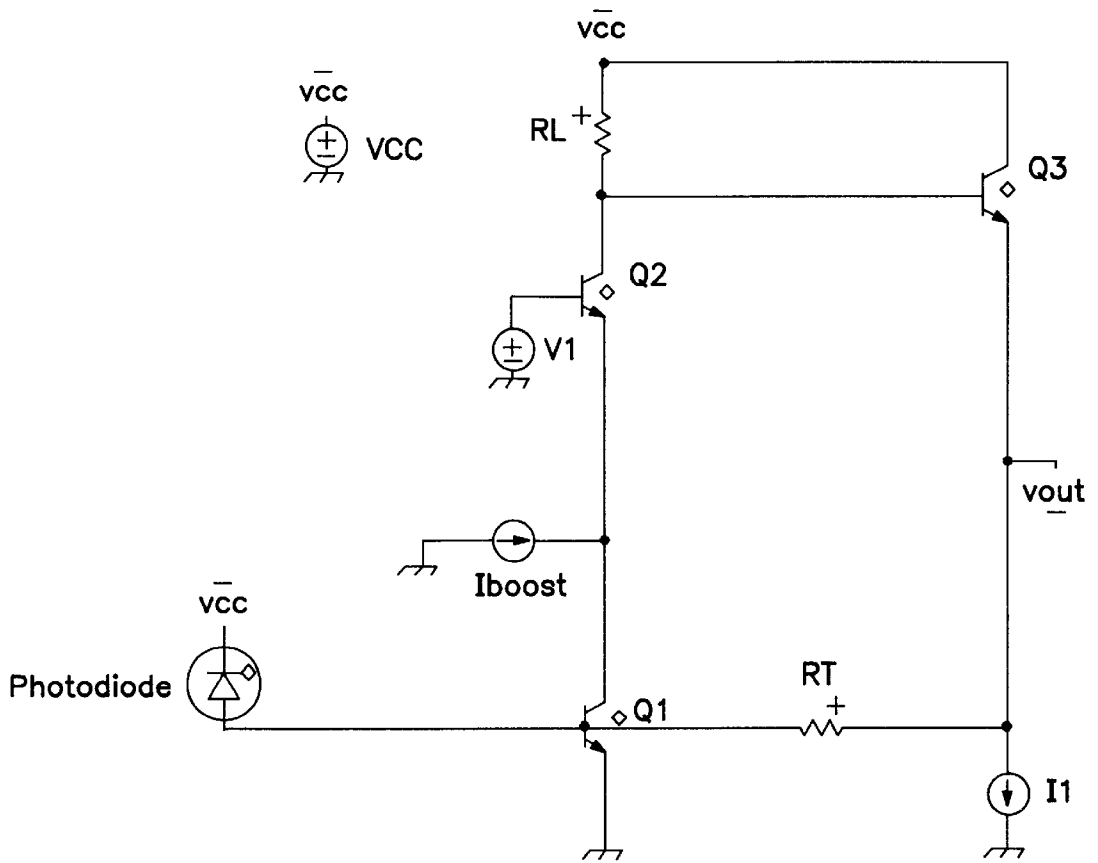 vcc
vcc
VCC
RL +
Q3
Q2
V1
vout
Iboost
vcc
Photodiode
Q1
RT
+
I1